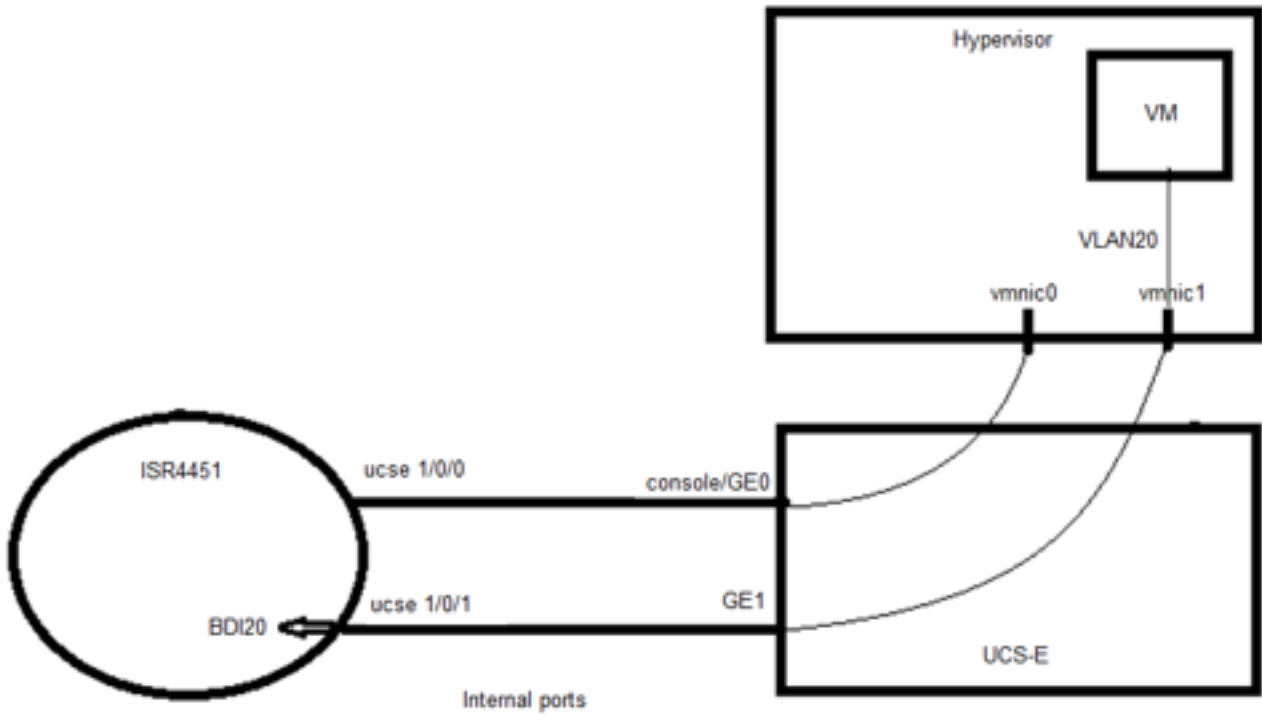 Hypervisor
VM
VLAN20
vmnic0
vmnic1
ISR4451
ucse 1/0/0
console/GE0
ucse 1/0/1
GE1
BDI20
UCS-E
Internal ports